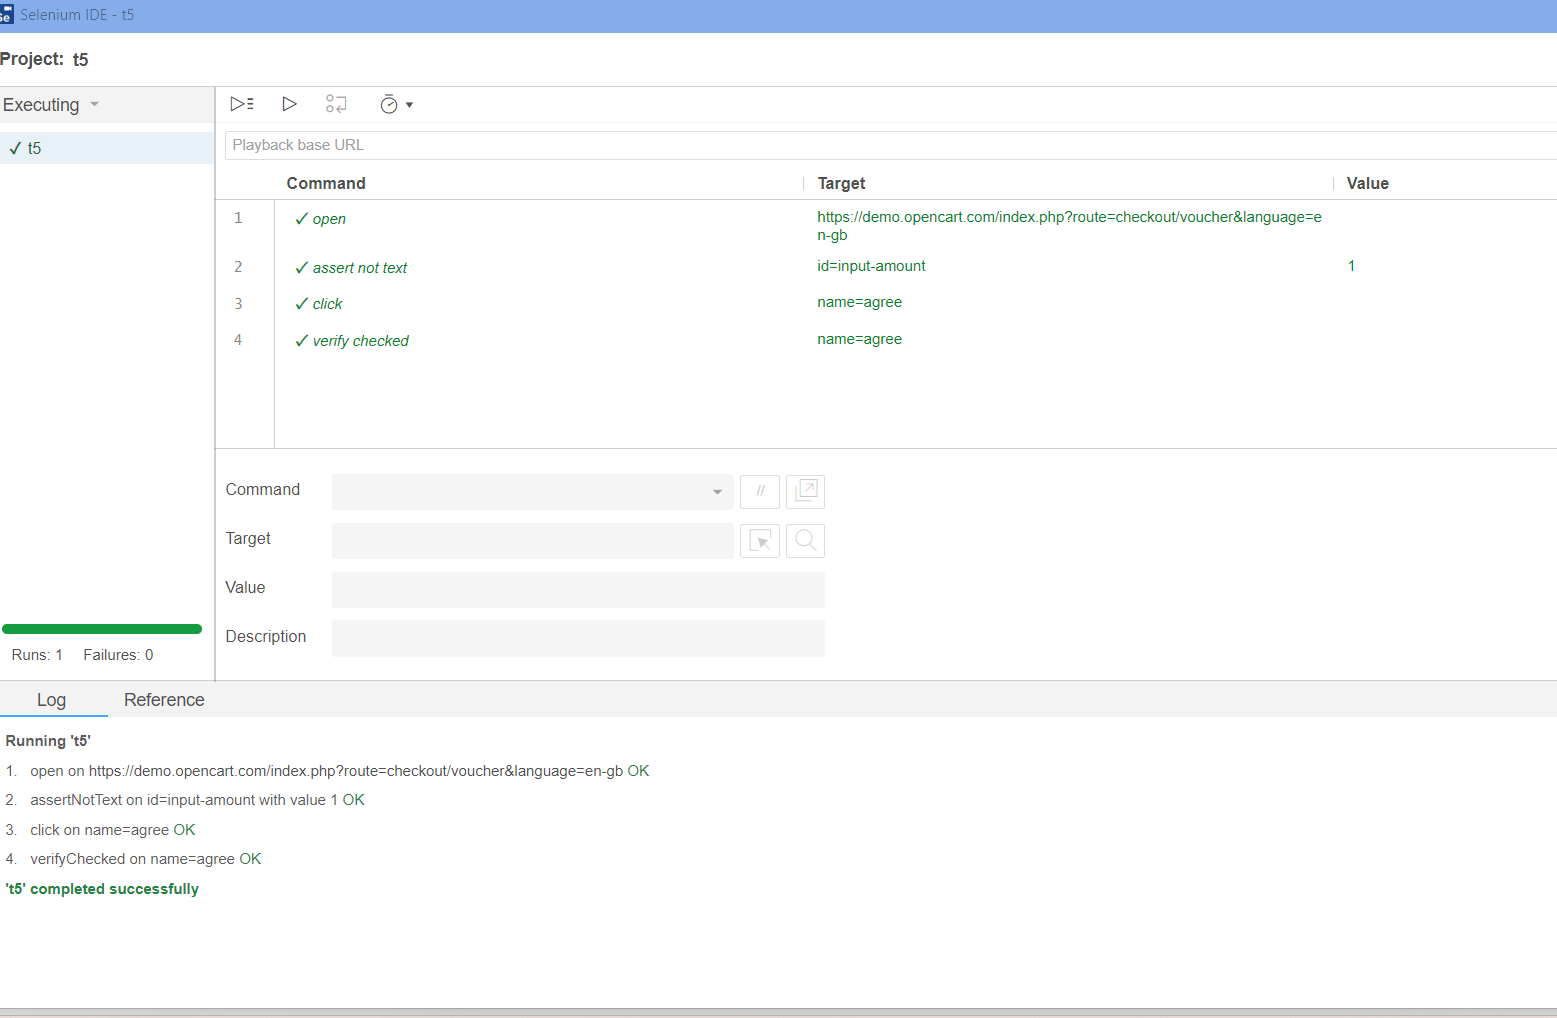 Se
Selenium IDE - t5
Project: t5
Executing
✓ t5
Playback base URL
Command Target Value
1 ✓ open https://demo.opencart.com/index.php?route=checkout/voucher&language=e
n-gb
2 ✓ assert not text id=input-amount 1
3 ✓ click name=agree
4 ✓ verify checked name=agree
Command //
Target
Value
Description
Runs: 1 Failures: 0
Log Reference
Running 't5'
1. open on https://demo.opencart.com/index.php?route=checkout/voucher&language=en-gb OK
2. assertNotText on id=input-amount with value 1 OK
3. click on name=agree OK
4. verifyChecked on name=agree OK
't5' completed successfully